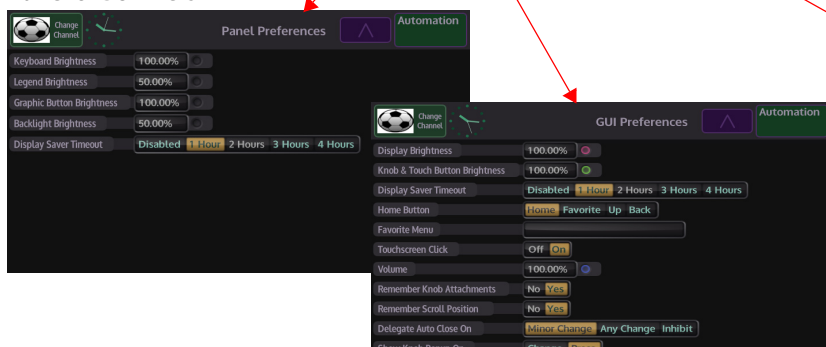 Change
Channel
Panel Preferences
Automation
Keyboard Brightness 100.00%
Legend Brightness 50.00%
Graphic Button Brightness 100.00%
Backlight Brightness 50.00%
Display Saver Timeout Disabled 1 Hour 2 Hours 3 Hours 4 Hours
Change
Channel
GUI Preferences
Automation
Display Brightness 100.00%
Knob & Touch Button Brightness 100.00%
Display Saver Timeout Disabled 1 Hour 2 Hours 3 Hours 4 Hours
Home Button Home Favorite Up Back
Favorite Menu
Touchscreen Click Off On
Volume 100.00%
Remember Knob Attachments No Yes
Remember Scroll Position No Yes
Delegate Auto Close On Minor Change Any Change Inhibit